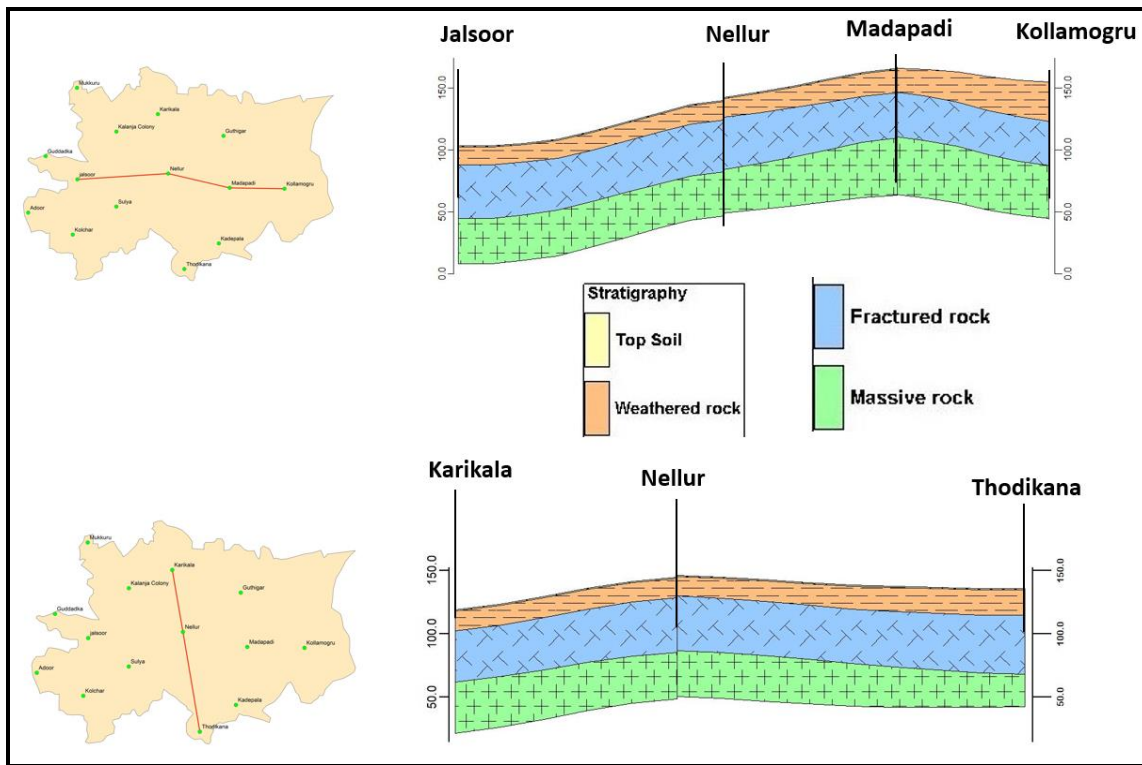 Jalsoor
Nellur
Madapadi
Kollamogru
Mukkuru
Karikala
Kalanja Colony
Guthigar
Guddadka
jalsoor
Nellur
Madapadi
Kollamogru
Adoor
Sulya
Kolchar
Kadepala
Thodikana
150.0
100.0
50.0
0.0
150.0
100.0
50.0
0.0
Stratigraphy
Top Soil
Weathered rock
Fractured rock
Massive rock
Karikala
Nellur
Thodikana
Mukkuru
Karikala
Kalanja Colony
Guthigar
Guddadka
jalsoor
Nellur
Madapadi
Kollamogru
Adoor
Sulya
Kolchar
Kadepala
Thodikana
150.0
100.0
50.0
150.0
100.0
50.0